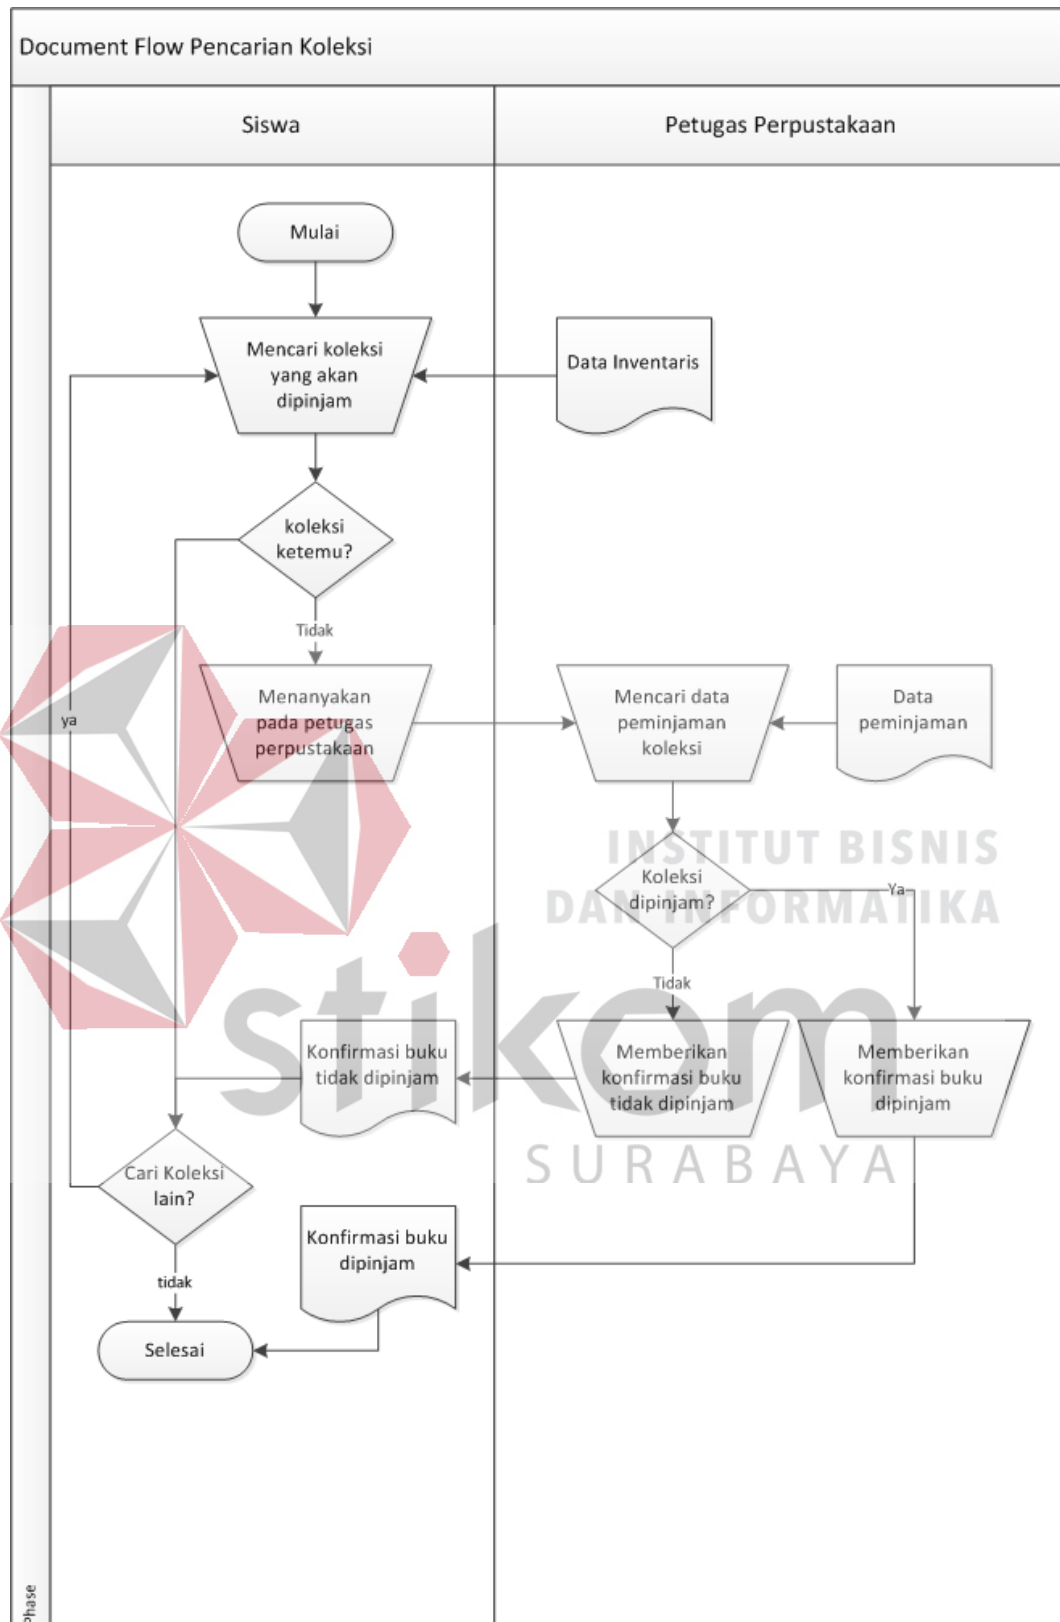 Document Flow Pencarian Koleksi
Siswa
Petugas Perpustakaan
Mulai
Mencari koleksi
yang akan
dipinjam
Data Inventaris
koleksi
ketemu?
Tidak
Menanyakan
pada petugas
perpustakaan
Mencari data
peminjaman
koleksi
Data
peminjaman
ya
INSTITUT BISNIS
DAN INFORMATIKA
Koleksi
dipinjam?
Ya
Tidak
stikom
SURABAYA
Konfirmasi buku
tidak dipinjam
Memberikan
konfirmasi buku
tidak dipinjam
Memberikan
konfirmasi buku
dipinjam
Cari Koleksi
lain?
Konfirmasi buku
dipinjam
tidak
Selesai
Phase